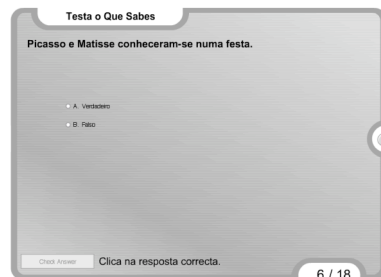 Testa o Que Sabes
Picasso e Matisse conheceram-se numa festa.
A. Verdadeiro
B. Falso
Check Answer
Clica na resposta correcta.
6 / 18